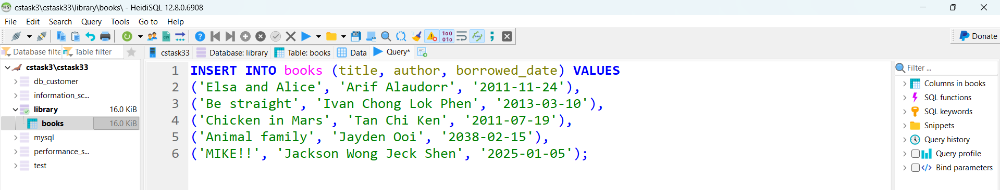 cstask3\cstask33\library\books\ - HeidiSQL 12.8.0.6908
File Edit Search Query Tools Go to Help
Donate
Database filte Table filter
cstask33 Database: library Table: books Data Query*
cstask3\cstask33
db_customer
information_sc...
library 16.0 KiB
books 16.0 KiB
mysql
performance_s...
test
1 INSERT INTO books (title, author, borrowed_date) VALUES
2 ('Elsa and Alice', 'Arif Alaudorr', '2011-11-24'),
3 ('Be straight', 'Ivan Chong Lok Phen', '2013-03-10'),
4 ('Chicken in Mars', 'Tan Chi Ken', '2011-07-19'),
5 ('Animal family', 'Jayden Ooi', '2038-02-15'),
6 ('MIKE!!', 'Jackson Wong Jeck Shen', '2025-01-05');
Filter ...
Columns in books
SQL functions
SQL keywords
Snippets
Query history
Query profile
Bind parameters